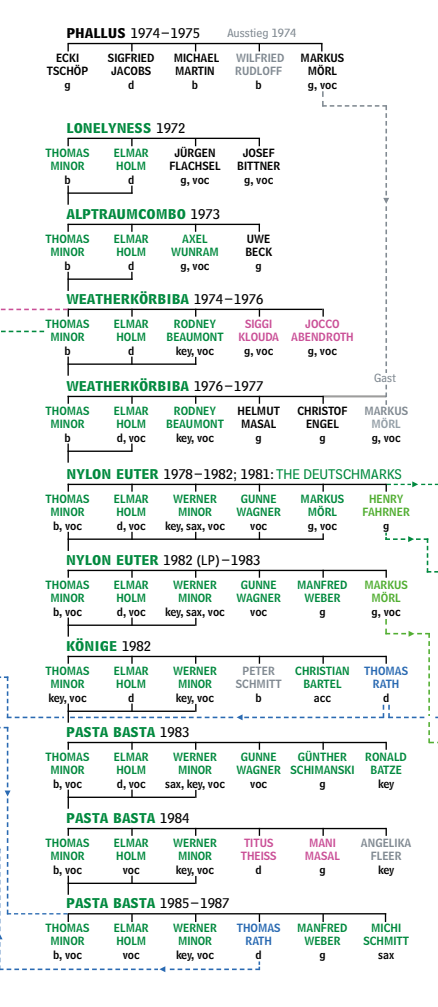 PHALLUS 1974–1975 Ausstieg 1974
ECKI SIGFRIED MICHAEL WILFRIED MARKUS
TSCHÖP JACOBS MARTIN RUDLOFF MÖRL
g d b b g, voc
LONELYNESS 1972
THOMAS ELMAR JÜRGEN JOSEF
MINOR HOLM FLACHSEL BITTNER
b d g, voc g, voc
ALPTRAUMCOMBO 1973
THOMAS ELMAR AXEL UWE
MINOR HOLM WUNRAM BECK
b d g, voc g
WEATHERKÖRBIBA 1974–1976
THOMAS ELMAR RODNEY SIGGI JOCCO
MINOR HOLM BEAUMONT KLOUDA ABENDROTH
b d key, voc g, voc g, voc
WEATHERKÖRBIBA 1976–1977 Gast
THOMAS ELMAR RODNEY HELMUT CHRISTOF MARKUS
MINOR HOLM BEAUMONT MASAL ENGEL MÖRL
b d, voc key, voc g g g, voc
NYLON EUTER 1978–1982; 1981: THE DEUTSCHMARKS
THOMAS ELMAR WERNER GUNNE MARKUS HENRY
MINOR HOLM MINOR WAGNER MÖRL FAHRNER
b, voc d, voc key, sax, voc voc g, voc g
NYLON EUTER 1982 (LP)–1983
THOMAS ELMAR WERNER GUNNE MANFRED MARKUS
MINOR HOLM MINOR WAGNER WEBER MÖRL
b, voc d, voc key, sax, voc voc g g, voc
KÖNIGE 1982
THOMAS ELMAR WERNER PETER CHRISTIAN THOMAS
MINOR HOLM MINOR SCHMITT BARTEL RATH
key, voc d key, voc b acc d
PASTA BASTA 1983
THOMAS ELMAR WERNER GUNNE GÜNTHER RONALD
MINOR HOLM MINOR WAGNER SCHIMANSKI BATZE
b, voc d, voc sax, key, voc voc g key
PASTA BASTA 1984
THOMAS ELMAR WERNER TITUS MANI ANGELIKA
MINOR HOLM MINOR THEISS MASAL FLEER
b, voc voc key, voc d g key
PASTA BASTA 1985–1987
THOMAS ELMAR WERNER THOMAS MANFRED MICHI
MINOR HOLM MINOR RATH WEBER SCHMITT
b, voc voc key, voc d g sax